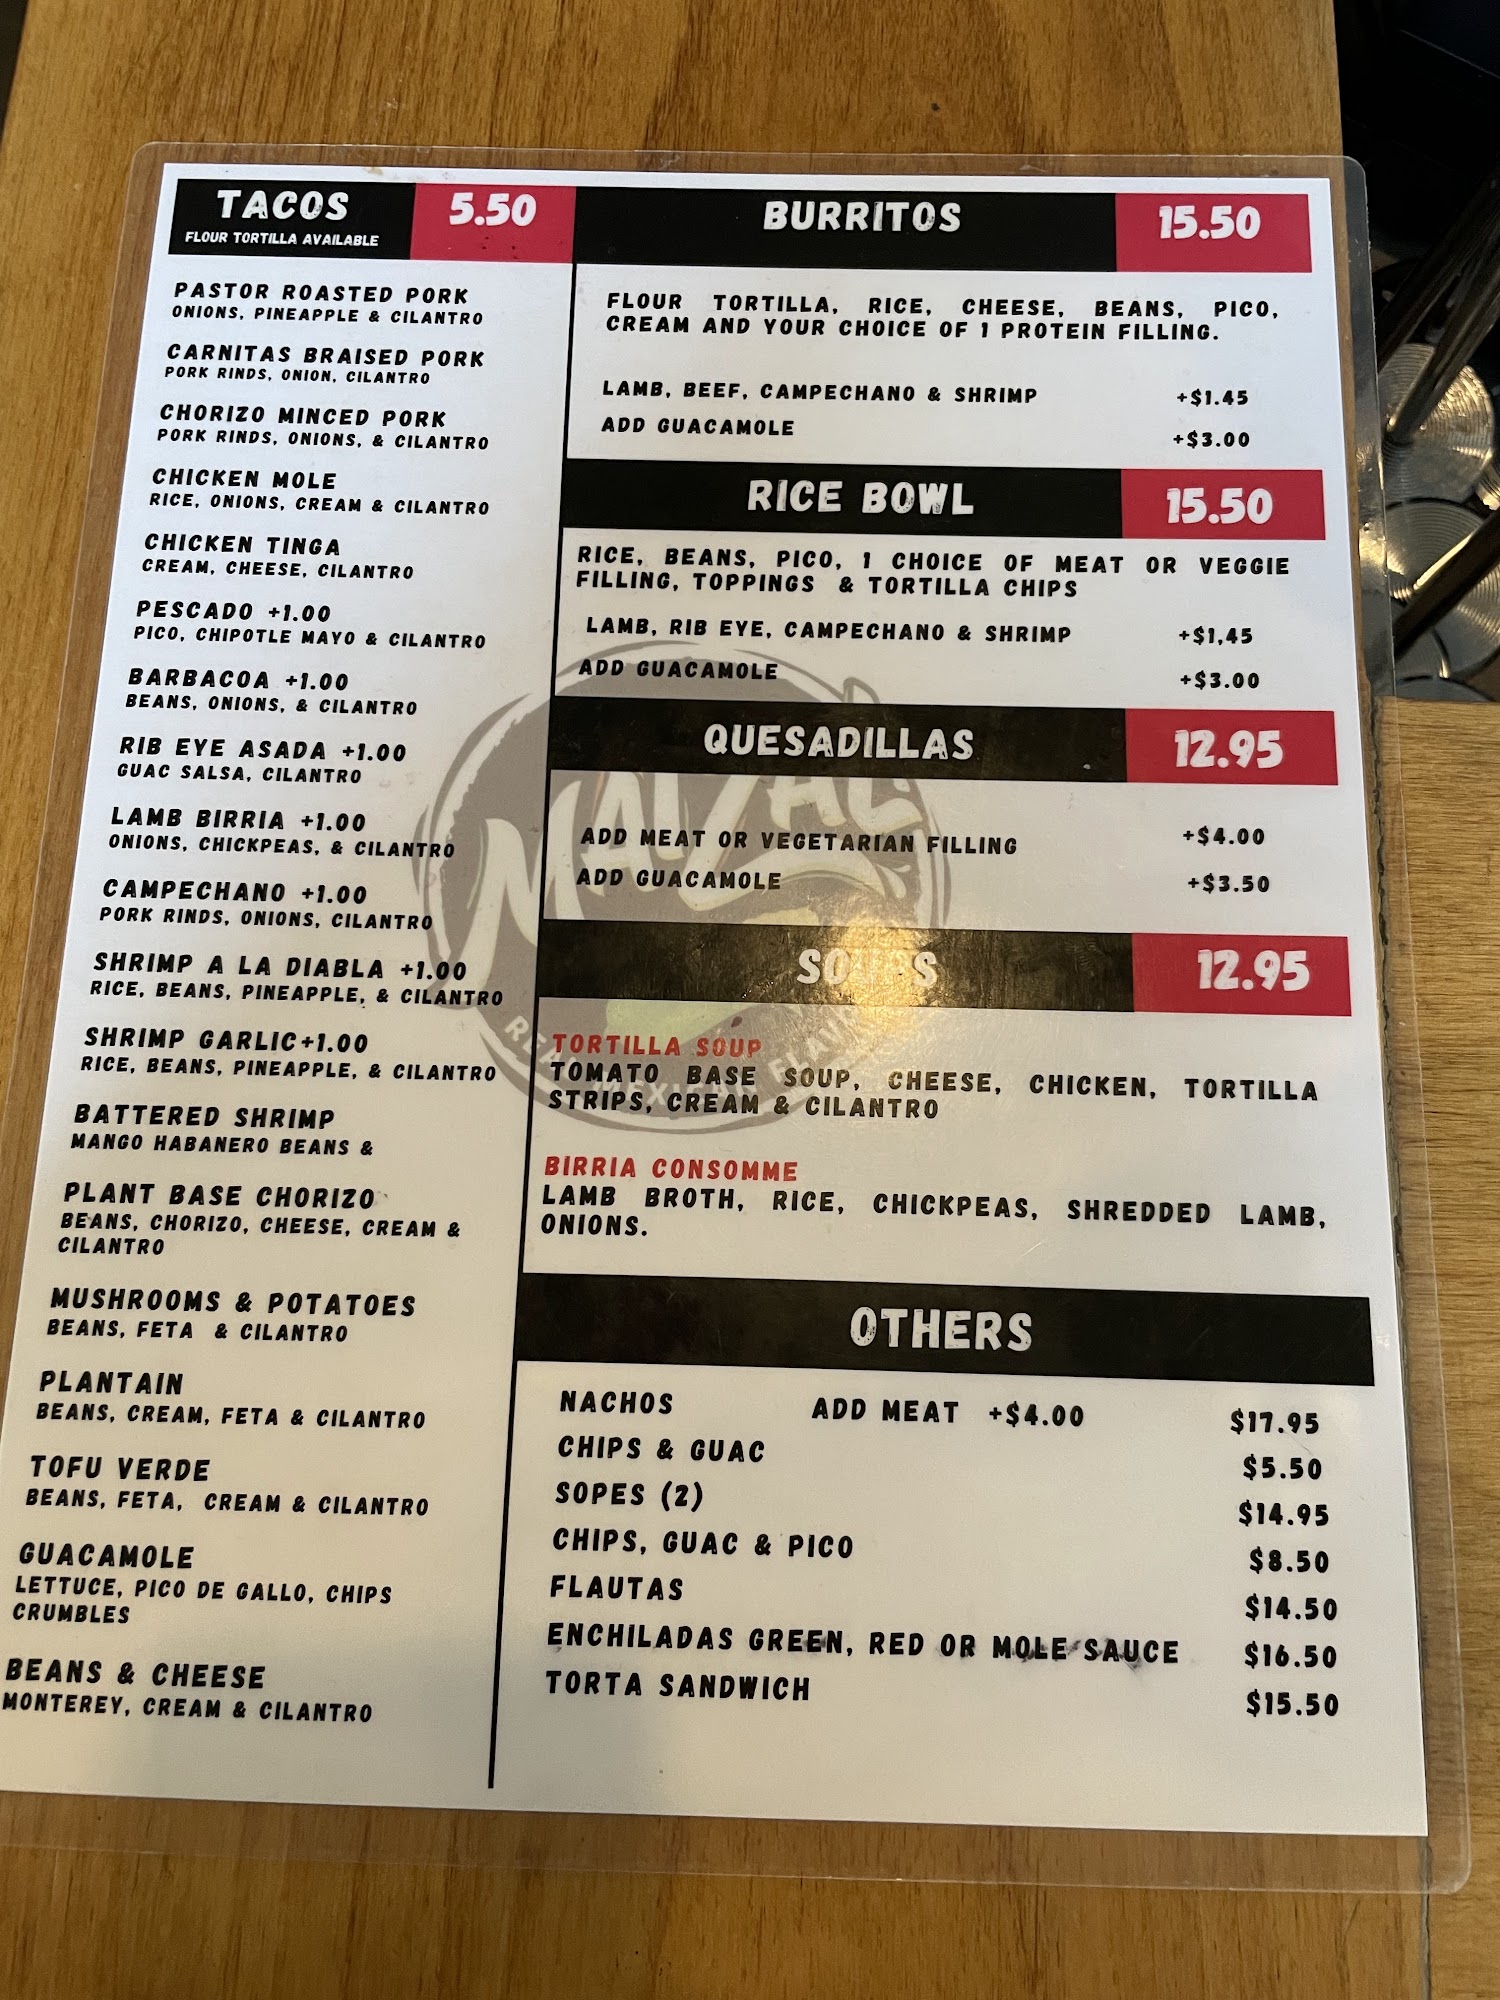 TACOS 5.50
FLOUR TORTILLA AVAILABLE
PASTOR ROASTED PORK
ONIONS, PINEAPPLE & CILANTRO
CARNITAS BRAISED PORK
PORK RINDS, ONION, CILANTRO
CHORIZO MINCED PORK
PORK RINDS, ONIONS, & CILANTRO
CHICKEN MOLE
RICE, ONIONS, CREAM & CILANTRO
CHICKEN TINGA
CREAM, CHEESE, CILANTRO
PESCADO +1.00
PICO, CHIPOTLE MAYO & CILANTRO
BARBACOA +1.00
BEANS, ONIONS, & CILANTRO
RIB EYE ASADA +1.00
GUAC SALSA, CILANTRO
LAMB BIRRIA +1.00
ONIONS, CHICKPEAS, & CILANTRO
CAMPECHANO +1.00
PORK RINDS, ONIONS, CILANTRO
SHRIMP A LA DIABLA +1.00
RICE, BEANS, PINEAPPLE, & CILANTRO
SHRIMP GARLIC+1.00
RICE, BEANS, PINEAPPLE, & CILANTRO
BATTERED SHRIMP
MANGO HABANERO BEANS &
PLANT BASE CHORIZO
BEANS, CHORIZO, CHEESE, CREAM &
CILANTRO
MUSHROOMS & POTATOES
BEANS, FETA & CILANTRO
PLANTAIN
BEANS, CREAM, FETA & CILANTRO
TOFU VERDE
BEANS, FETA, CREAM & CILANTRO
GUACAMOLE
LETTUCE, PICO DE GALLO, CHIPS
CRUMBLES
BEANS & CHEESE
MONTEREY, CREAM & CILANTRO
BURRITOS 15.50
FLOUR TORTILLA, RICE, CHEESE, BEANS, PICO,
CREAM AND YOUR CHOICE OF 1 PROTEIN FILLING.
LAMB, BEEF, CAMPECHANO & SHRIMP +$1.45
ADD GUACAMOLE +$3.00
RICE BOWL 15.50
RICE, BEANS, PICO, 1 CHOICE OF MEAT OR VEGGIE
FILLING, TOPPINGS & TORTILLA CHIPS
LAMB, RIB EYE, CAMPECHANO & SHRIMP +$1,45
ADD GUACAMOLE +$3.00
QUESADILLAS 12.95
ADD MEAT OR VEGETARIAN FILLING +$4.00
ADD GUACAMOLE +$3.50
MAIZAL
REAL MEXICAN FLAVOR
SOUPS 12.95
TORTILLA SOUP
TOMATO BASE SOUP, CHEESE, CHICKEN, TORTILLA
STRIPS, CREAM & CILANTRO
BIRRIA CONSOMME
LAMB BROTH, RICE, CHICKPEAS, SHREDDED LAMB,
ONIONS.
OTHERS
NACHOS ADD MEAT +$4.00 $17.95
CHIPS & GUAC $5.50
SOPES (2) $14.95
CHIPS, GUAC & PICO $8.50
FLAUTAS $14.50
ENCHILADAS GREEN, RED OR MOLE SAUCE $16.50
TORTA SANDWICH $15.50